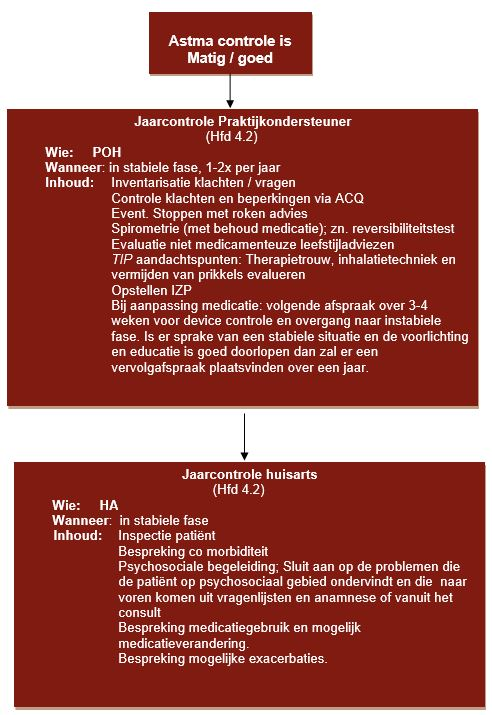 Astma controle is
Matig / goed
Jaarcontrole Praktijkondersteuner
(Hfd 4.2)
Wie: POH
Wanneer: in stabiele fase, 1-2x per jaar
Inhoud: Inventarisatie klachten / vragen
Controle klachten en beperkingen via ACQ
Event. Stoppen met roken advies
Spirometrie (met behoud medicatie); zn. reversibiliteitstest
Evaluatie niet medicamenteuze leefstijladviezen
TIP aandachtspunten: Therapietrouw, inhalatietechniek en
vermijden van prikkels evalueren
Opstellen IZP
Bij aanpassing medicatie: volgende afspraak over 3-4
weken voor device controle en overgang naar instabiele
fase. Is er sprake van een stabiele situatie en de voorlichting
en educatie is goed doorlopen dan zal er een
vervolgafspraak plaatsvinden over een jaar.
Jaarcontrole huisarts
(Hfd 4.2)
Wie: HA
Wanneer: in stabiele fase
Inhoud: Inspectie patiënt
Bespreking co morbiditeit
Psychosociale begeleiding; Sluit aan op de problemen die
de patiënt op psychosociaal gebied ondervindt en die naar
voren komen uit vragenlijsten en anamnese of vanuit het
consult
Bespreking medicatiegebruik en mogelijk
medicatieverandering.
Bespreking mogelijke exacerbaties.